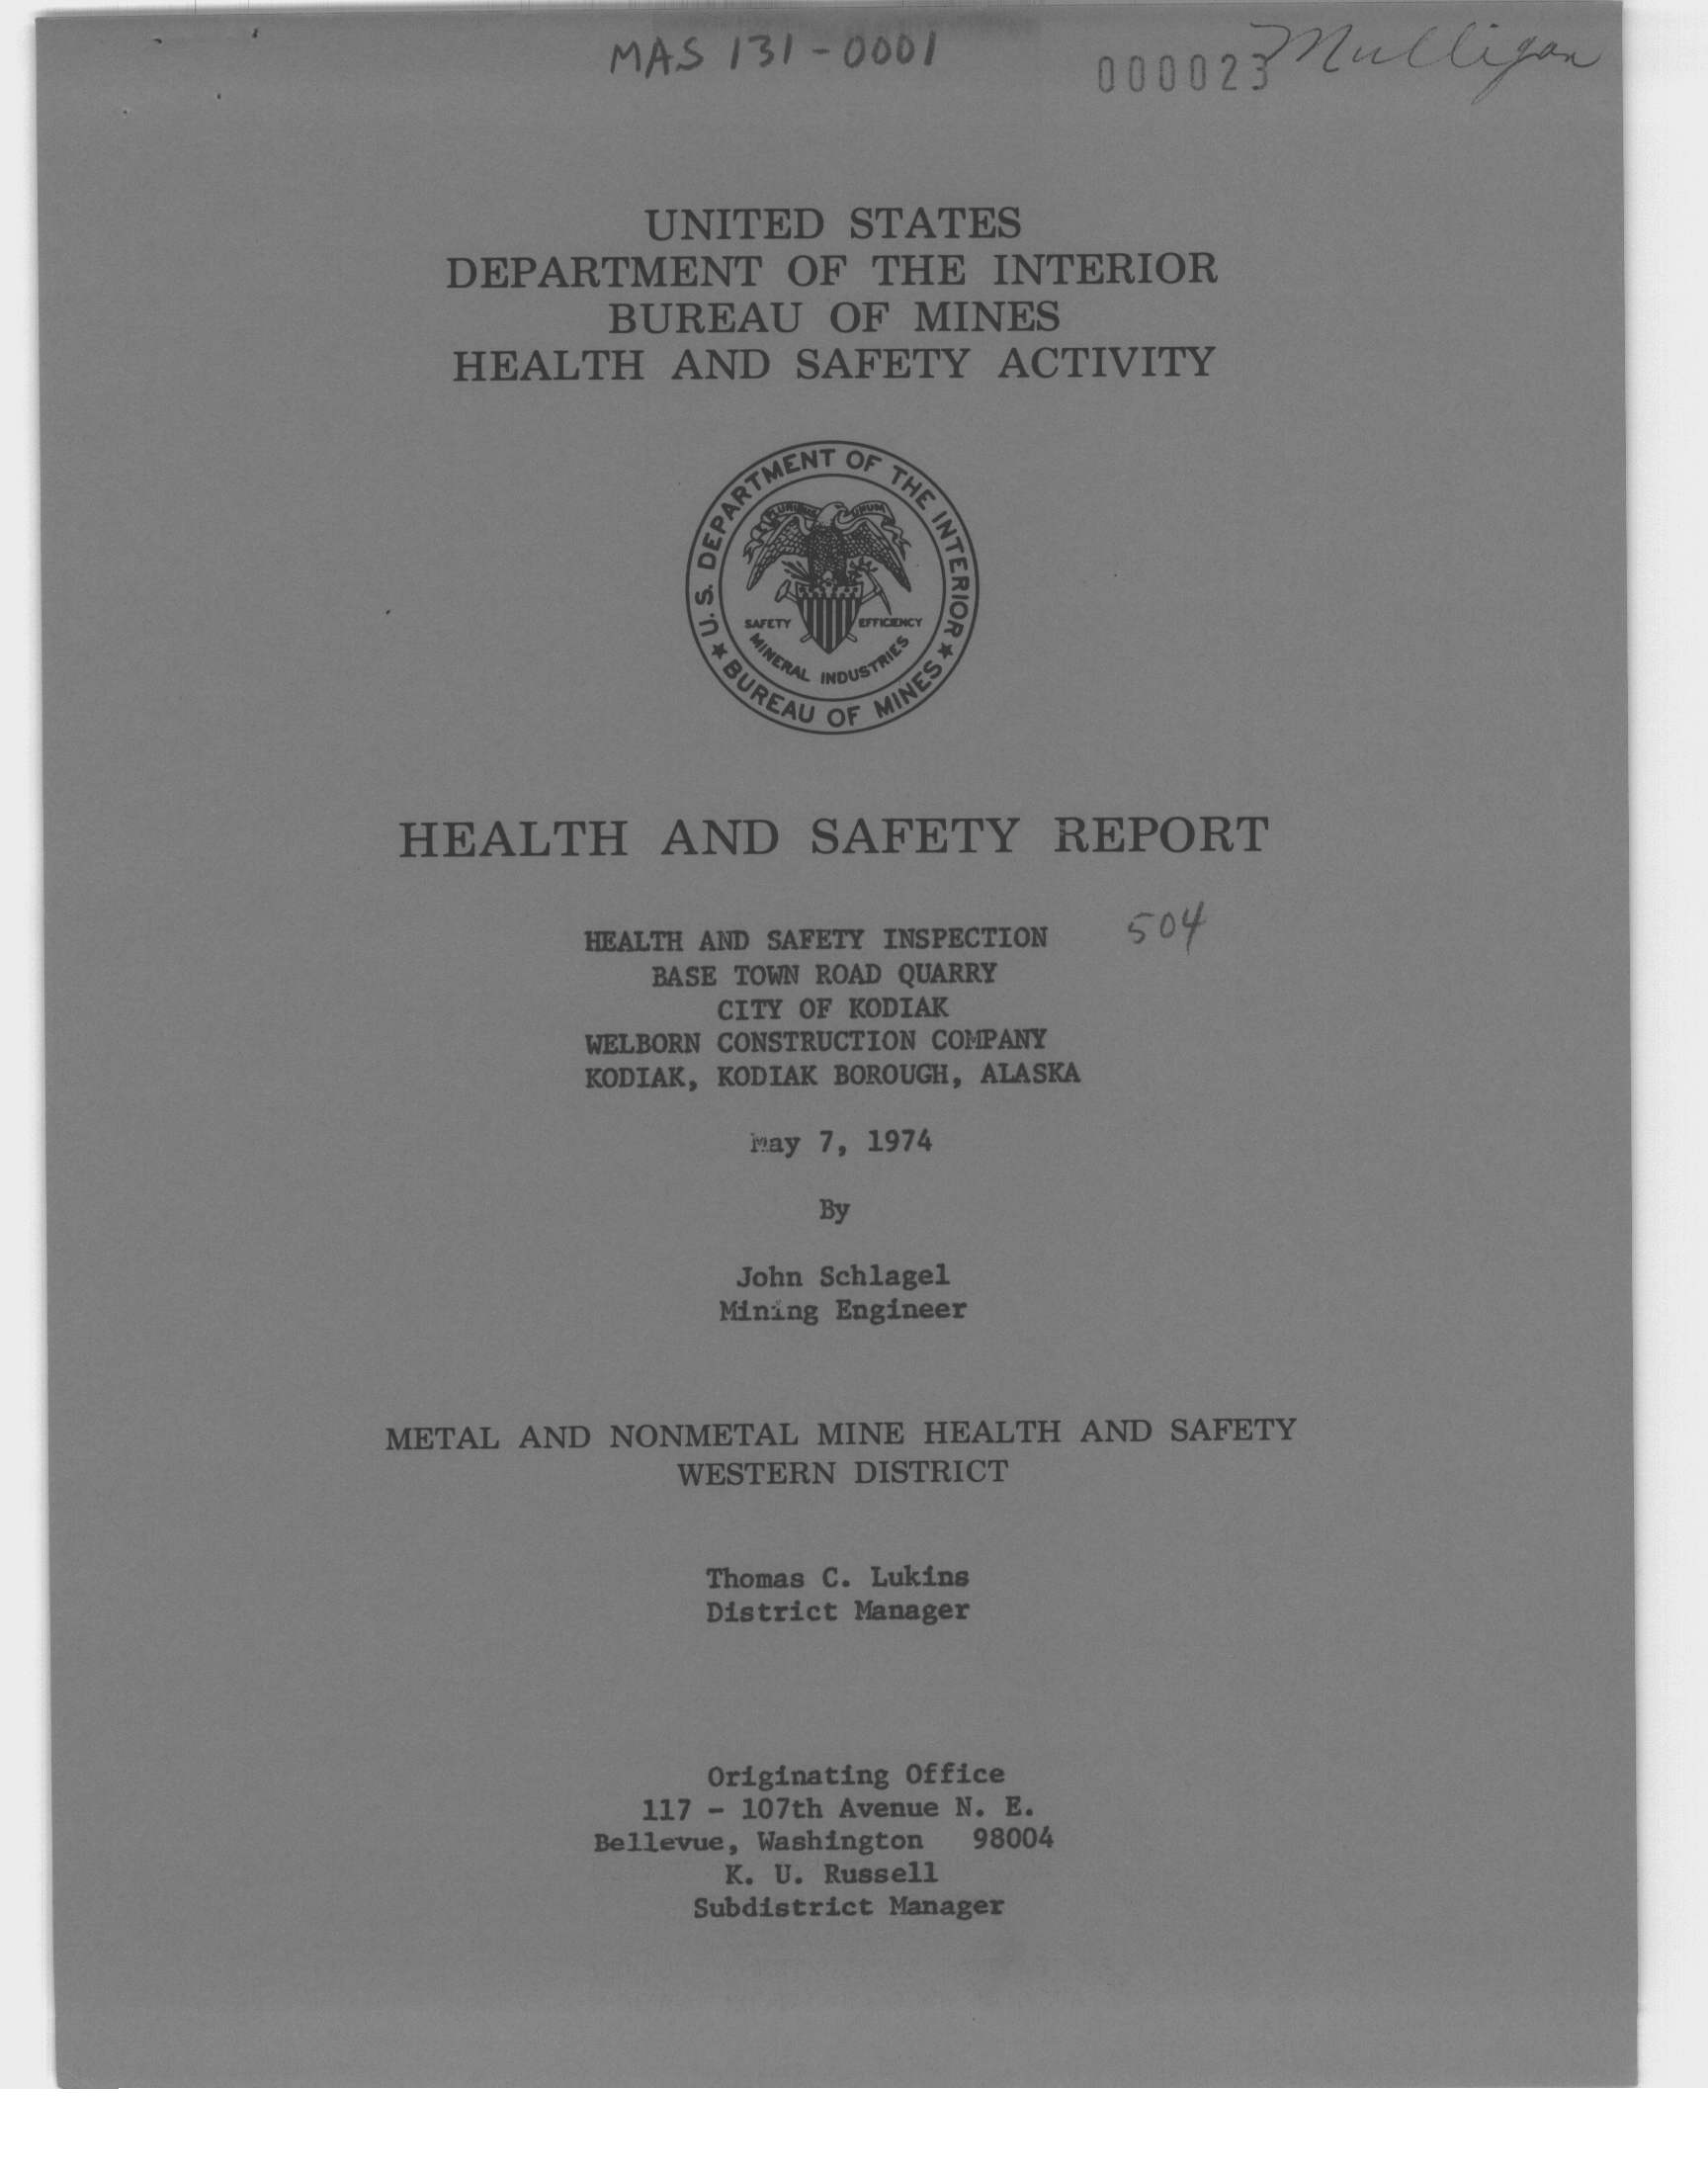 MAS 131-0001
000023 Mulligan
UNITED STATES
DEPARTMENT OF THE INTERIOR
BUREAU OF MINES
HEALTH AND SAFETY ACTIVITY
U.S. DEPARTMENT OF THE INTERIOR
PLURIBUS UNUM
SAFETY EFFICIENCY
MINERAL INDUSTRIES
BUREAU OF MINES
HEALTH AND SAFETY REPORT
HEALTH AND SAFETY INSPECTION 504
BASE TOWN ROAD QUARRY
CITY OF KODIAK
WELBORN CONSTRUCTION COMPANY
KODIAK, KODIAK BOROUGH, ALASKA
May 7, 1974
By
John Schlagel
Mining Engineer
METAL AND NONMETAL MINE HEALTH AND SAFETY
WESTERN DISTRICT
Thomas C. Lukins
District Manager
Originating Office
117 - 107th Avenue N. E.
Bellevue, Washington 98004
K. U. Russell
Subdistrict Manager